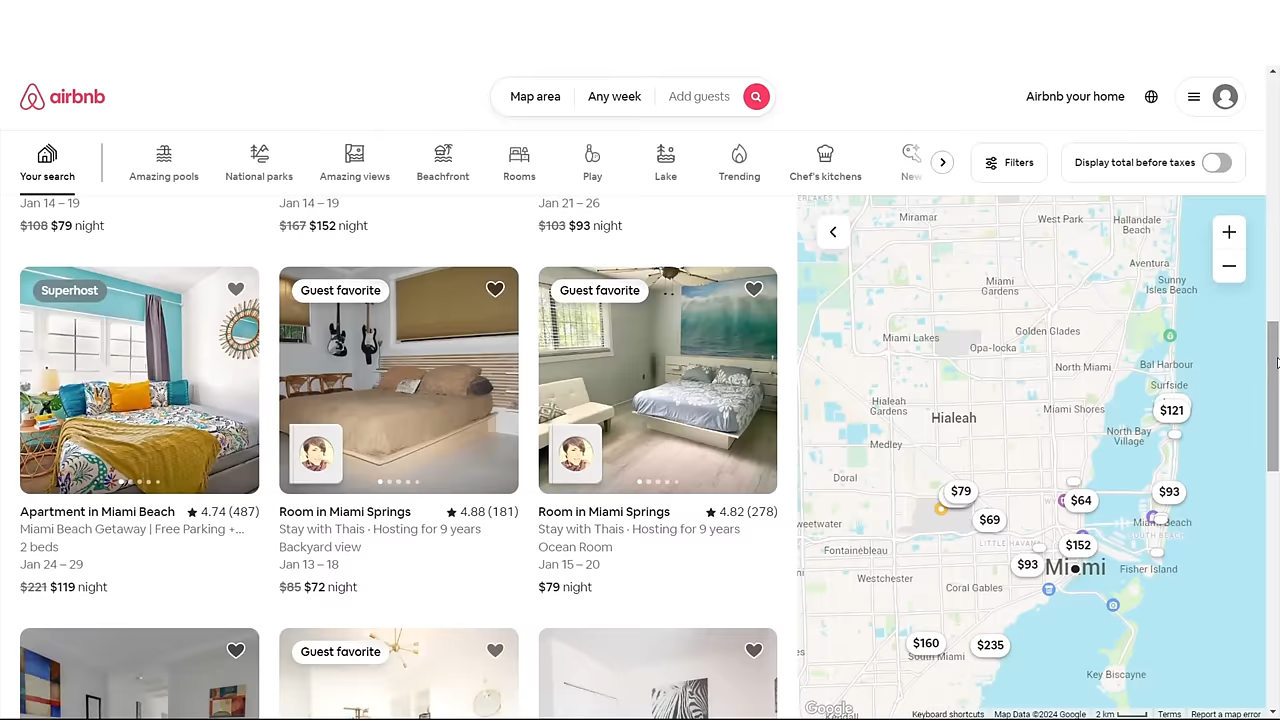 airbnb
Map area
Any week
Add guests
Airbnb your home
Your search
Amazing pools
National parks
Amazing views
Beachfront
Rooms
Play
Lake
Trending
Chef's kitchens
New
Filters
Display total before taxes
Jan 14 – 19
$108 $79 night
Jan 14 – 19
$167 $152 night
Jan 21 – 26
$103 $93 night
Superhost
Apartment in Miami Beach
4.74 (487)
Miami Beach Getaway | Free Parking +...
2 beds
Jan 24 – 29
$221 $119 night
Guest favorite
Room in Miami Springs
4.88 (181)
Stay with Thais · Hosting for 9 years
Backyard view
Jan 13 – 18
$85 $72 night
Guest favorite
Room in Miami Springs
4.82 (278)
Stay with Thais · Hosting for 9 years
Ocean Room
Jan 15 – 20
$79 night
Guest favorite
Miramar
West Park
Hallandale
Beach
Aventura
Sunny
Isles Beach
Miami
Gardens
Golden Glades
Miami Lakes
Opa-locka
North Miami
Bal Harbour
Surfside
Hialeah
Gardens
Hialeah
Miami Shores
$121
North Bay
Village
Medley
Doral
$79
$64
$93
$69
Miami Beach
SOUTH BEACH
weetwater
LITTLE HAVANA
$152
Fontainebleau
$93
Miami
Fisher Island
Westchester
Coral Gables
$160
$235
South Miami
Key Biscayne
Google
Keyboard shortcuts
Map Data ©2024 Google
2 km
Terms
Report a map error